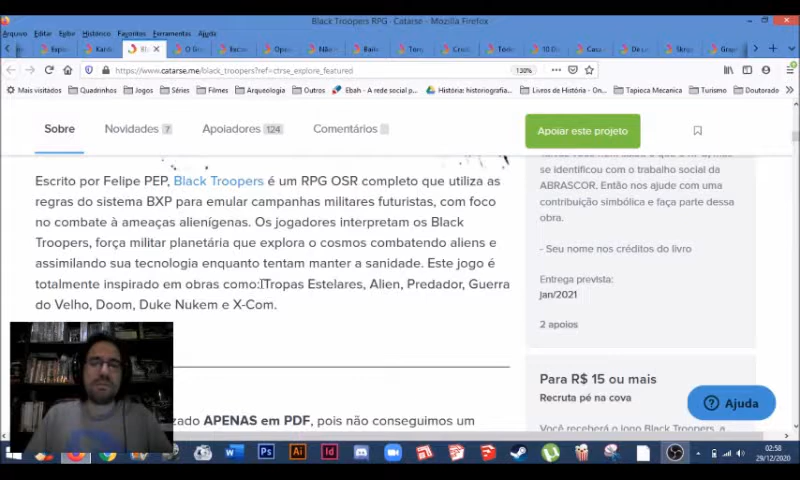 Black Troopers RPG · Catarse - Mozilla Firefox
Arquivo Editar Exibir Histórico Favoritos Ferramentas Ajuda
https://www.catarse.me/black_troopers?ref=ctrse_explore_featured
130%
Mais visitados Quadrinhos Jogos Séries Filmes Arqueologia Outros Ebah - A rede social p... História: historiografia... Livros de História - On... Tapioca Mecanica Turismo Doutorado
Sobre Novidades 7 Apoiadores 124 Comentários Apoiar este projeto
Escrito por Felipe PEP, Black Troopers é um RPG OSR completo que utiliza as
regras do sistema BXP para emular campanhas militares futuristas, com foco
no combate à ameaças alienígenas. Os jogadores interpretam os Black
Troopers, força militar planetária que explora o cosmos combatendo aliens e
assimilando sua tecnologia enquanto tentam manter a sanidade. Este jogo é
totalmente inspirado em obras como: Tropas Estelares, Alien, Predador, Guerra
do Velho, Doom, Duke Nukem e X-Com.
zado APENAS em PDF, pois não conseguimos um
se identificou com o trabalho social da
ABRASCOR. Então nos ajude com uma
contribuição simbólica e faça parte dessa
obra.
- Seu nome nos créditos do livro
Entrega prevista:
jan/2021
2 apoios
Para R$ 15 ou mais
Recruta pé na cova
Você receberá o jogo Black Troopers, a
Ajuda
02:58
29/12/2020